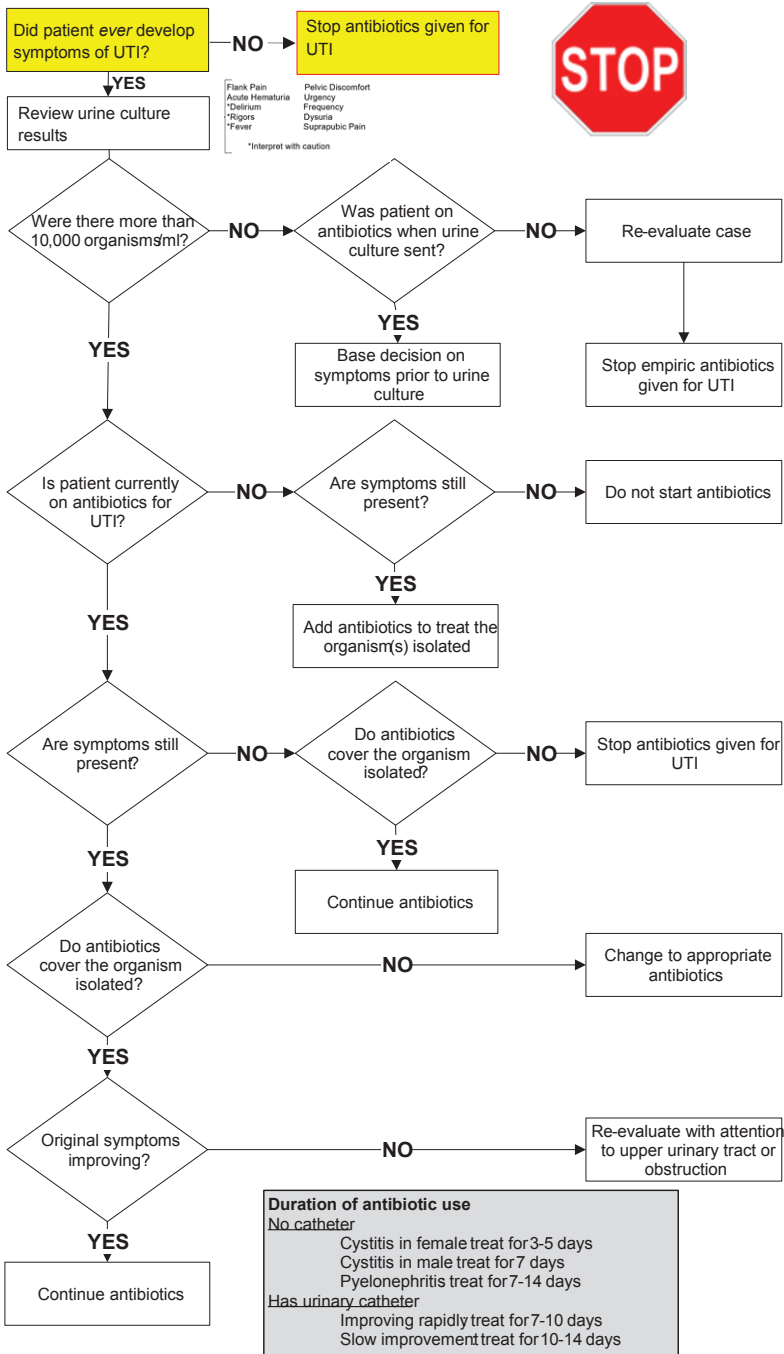 Did patient ever develop
symptoms of UTI?
NO
Stop antibiotics given for
UTI
STOP
YES
Flank Pain Pelvic Discomfort
Acute Hematuria Urgency
*Delirium Frequency
*Rigors Dysuria
*Fever Suprapubic Pain
*Interpret with caution
Review urine culture
results
Were there more than
10,000 organisms/ml?
NO
Was patient on
antibiotics when urine
culture sent?
NO
Re-evaluate case
YES
YES
Base decision on
symptoms prior to urine
culture
Stop empiric antibiotics
given for UTI
Is patient currently
on antibiotics for
UTI?
NO
Are symptoms still
present?
NO
Do not start antibiotics
YES
YES
Add antibiotics to treat the
organism(s) isolated
Are symptoms still
present?
NO
Do antibiotics
cover the organism
isolated?
NO
Stop antibiotics given for
UTI
YES
YES
Continue antibiotics
Do antibiotics
cover the organism
isolated?
NO
Change to appropriate
antibiotics
YES
Original symptoms
improving?
NO
Re-evaluate with attention
to upper urinary tract or
obstruction
YES
Continue antibiotics
Duration of antibiotic use
No catheter
Cystitis in female treat for 3-5 days
Cystitis in male treat for 7 days
Pyelonephritis treat for 7-14 days
Has urinary catheter
Improving rapidly treat for 7-10 days
Slow improvement treat for 10-14 days